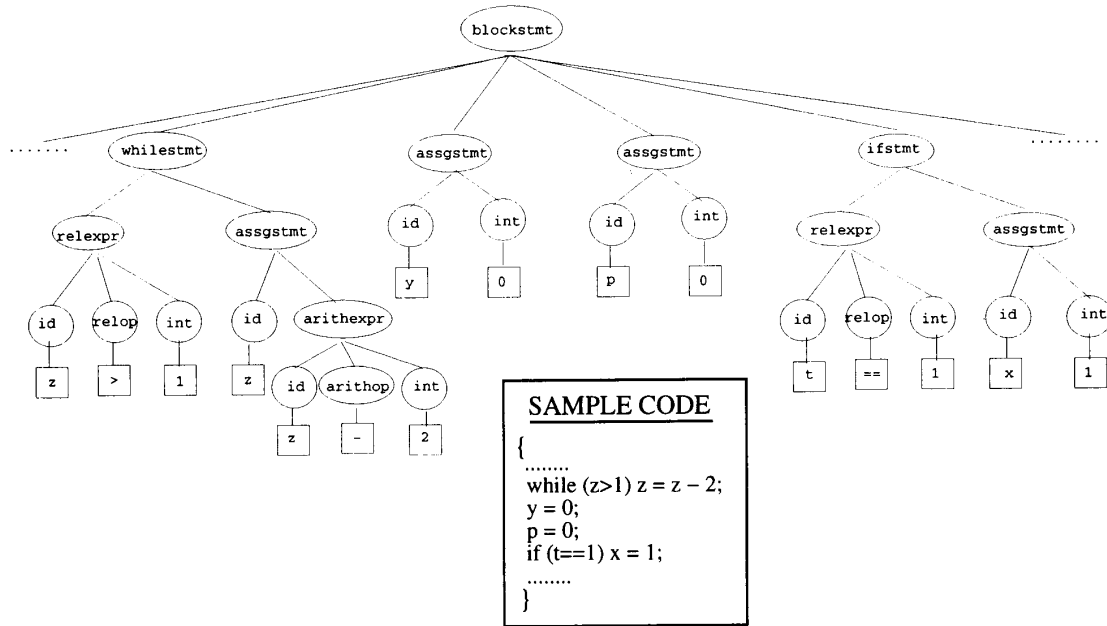 blockstmt
.......
whilestmt
assgstmt
assgstmt
ifstmt
........
relexpr
assgstmt
id
int
id
int
relexpr
assgstmt
y
0
p
0
id
relop
int
id
arithexpr
id
relop
int
id
int
z
>
1
z
t
==
1
x
1
id
arithop
int
z
-
2
SAMPLE CODE
{
........
while (z>1) z = z – 2;
y = 0;
p = 0;
if (t==1) x = 1;
........
}